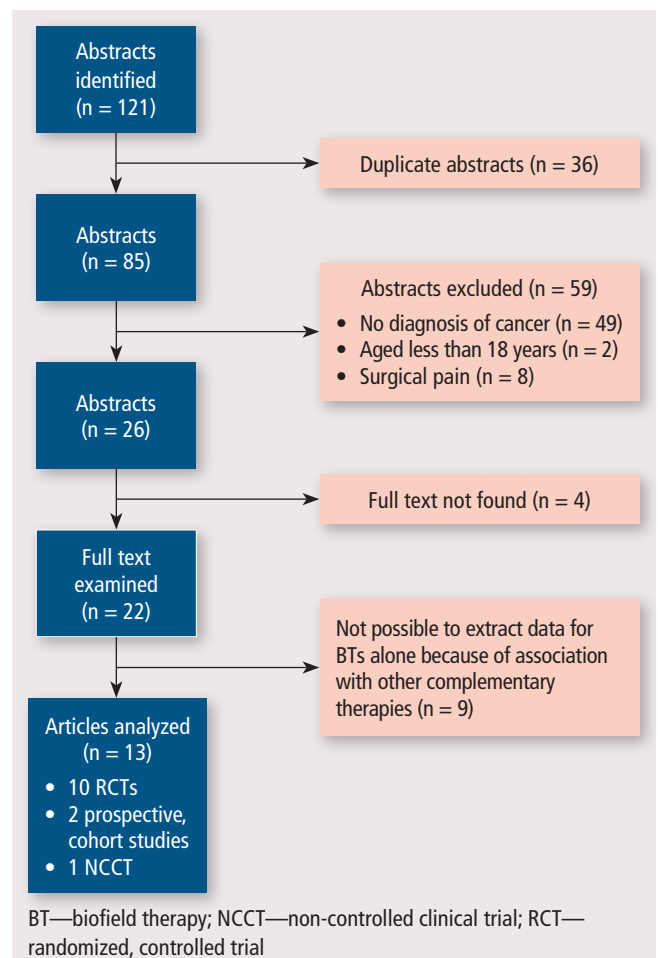 Abstracts
identified
(n = 121)
Duplicate abstracts (n = 36)
Abstracts
(n = 85)
Abstracts excluded (n = 59)
• No diagnosis of cancer (n = 49)
• Aged less than 18 years (n = 2)
• Surgical pain (n = 8)
Abstracts
(n = 26)
Full text not found (n = 4)
Full text
examined
(n = 22)
Not possible to extract data for
BTs alone because of association
with other complementary
therapies (n = 9)
Articles analyzed
(n = 13)
• 10 RCTs
• 2 prospective,
cohort studies
• 1 NCCT
BT—biofield therapy; NCCT—non-controlled clinical trial; RCT—
randomized, controlled trial